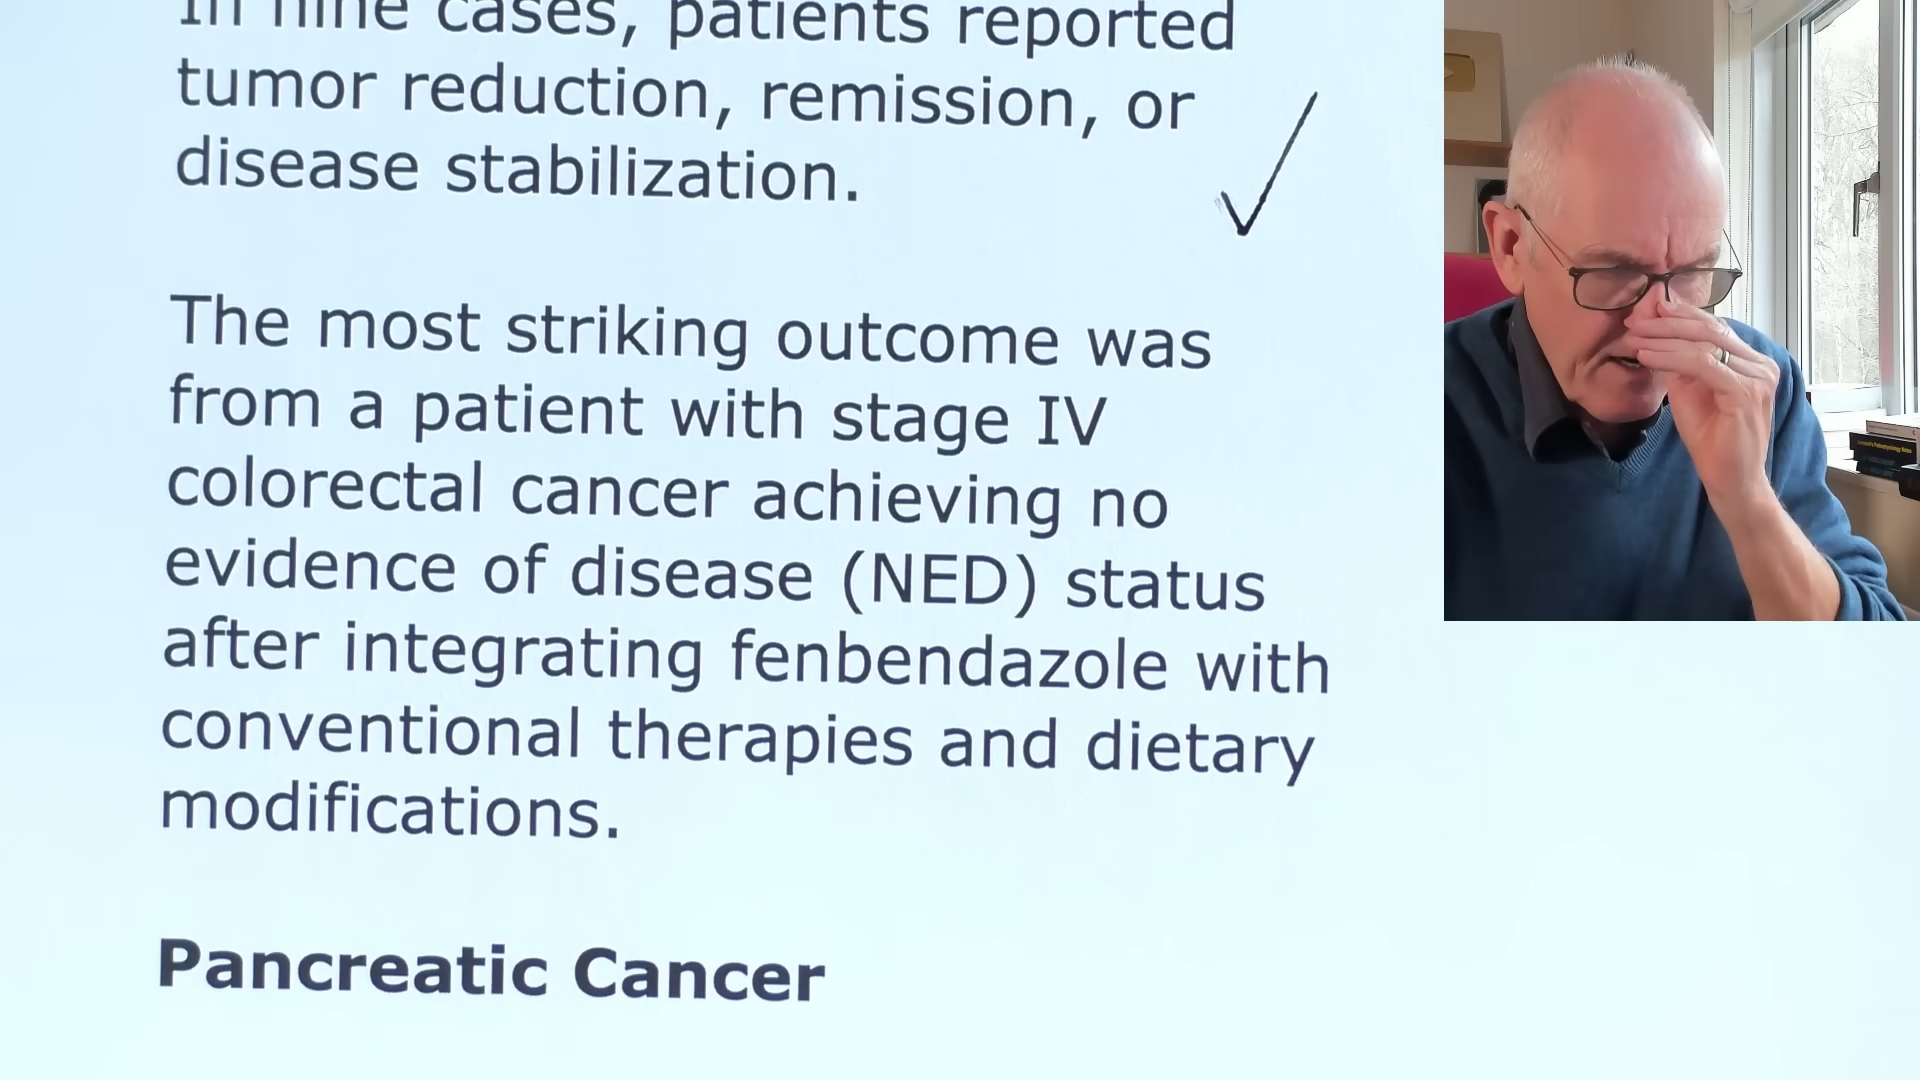 In nine cases, patients reported
tumor reduction, remission, or
disease stabilization.
The most striking outcome was
from a patient with stage IV
colorectal cancer achieving no
evidence of disease (NED) status
after integrating fenbendazole with
conventional therapies and dietary
modifications.
Pancreatic Cancer